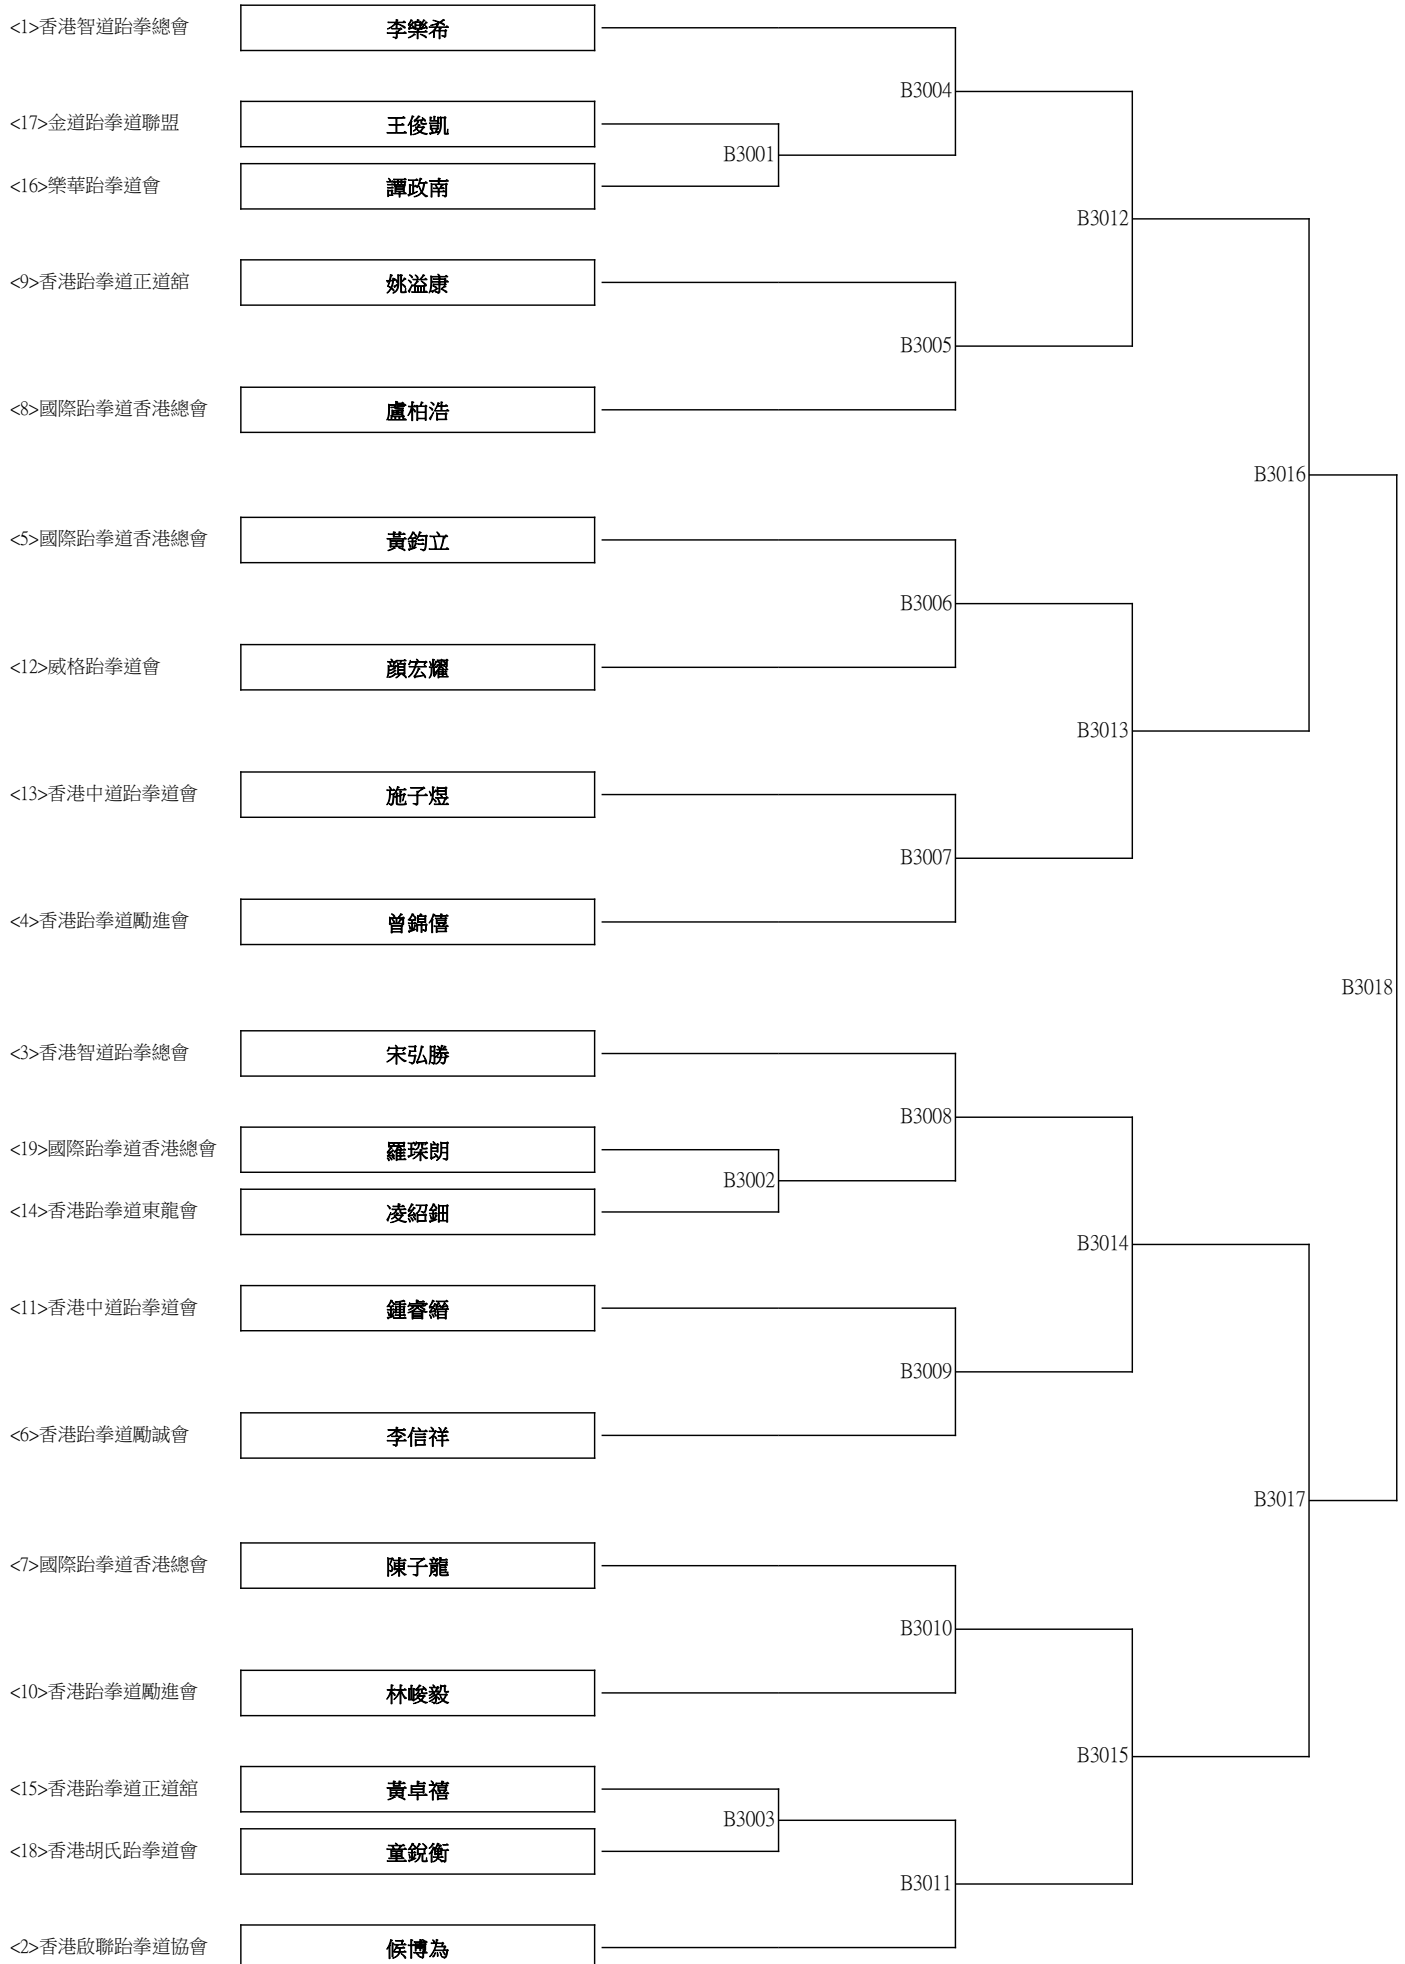 <1>香港智道跆拳總會 李樂希
B3004
<17>金道跆拳道聯盟 王俊凱
B3001
<16>樂華跆拳道會 譚政南
B3012
<9>香港跆拳道正道舘 姚溢康
B3005
<8>國際跆拳道香港總會 盧柏浩
B3016
<5>國際跆拳道香港總會 黃鈞立
B3006
<12>威格跆拳道會 顏宏耀
B3013
<13>香港中道跆拳道會 施子煜
B3007
<4>香港跆拳道勵進會 曾錦僖
B3018
<3>香港智道跆拳總會 宋弘勝
B3008
<19>國際跆拳道香港總會 羅琛朗
B3002
<14>香港跆拳道東龍會 凌紹鈿
B3014
<11>香港中道跆拳道會 鍾睿縉
B3009
<6>香港跆拳道勵誠會 李信祥
B3017
<7>國際跆拳道香港總會 陳子龍
B3010
<10>香港跆拳道勵進會 林峻毅
B3015
<15>香港跆拳道正道舘 黃卓禧
B3003
<18>香港胡氏跆拳道會 童銳衡
B3011
<2>香港啟聯跆拳道協會 候博為